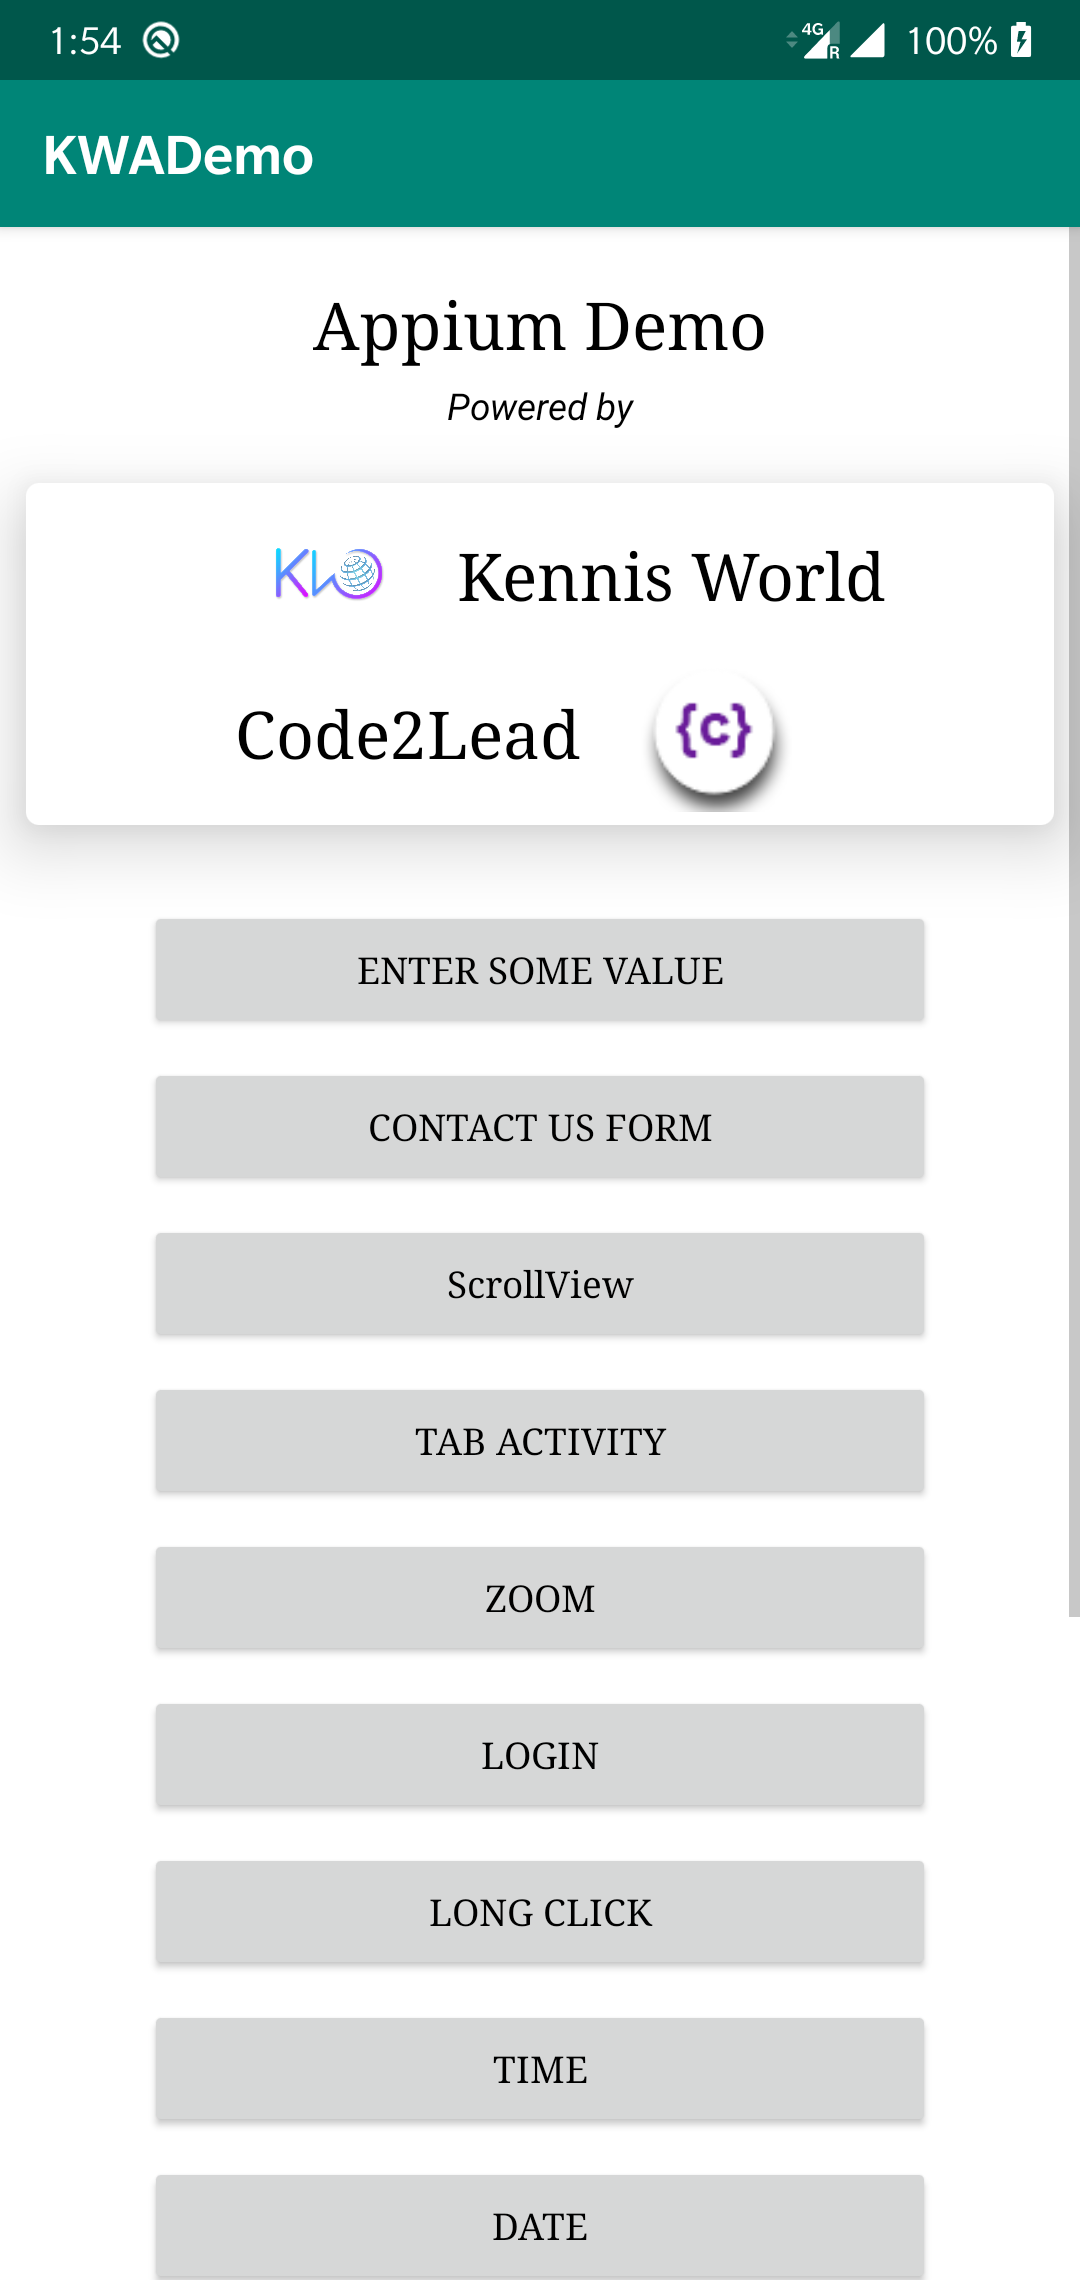 1:54 4G R 100%
KWADemo
Appium Demo
Powered by
KW Kennis World
Code2Lead {c}
ENTER SOME VALUE
CONTACT US FORM
ScrollView
TAB ACTIVITY
ZOOM
LOGIN
LONG CLICK
TIME
DATE